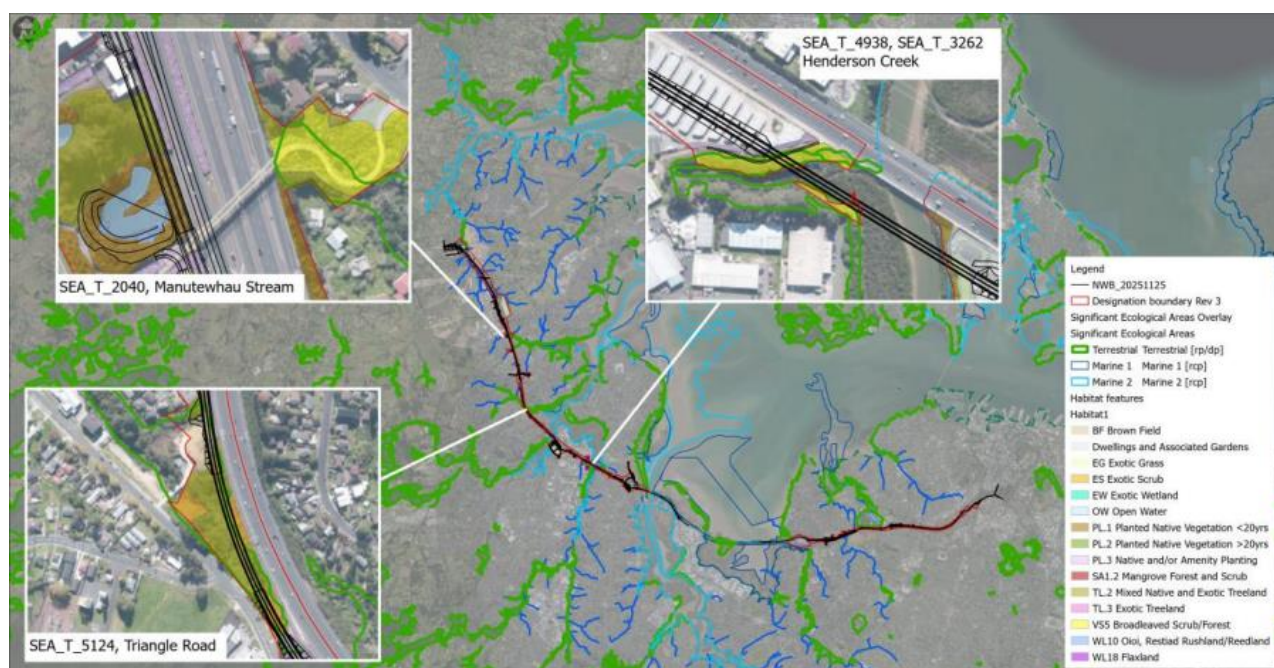 SEA_T_4938, SEA_T_3262
Henderson Creek
SEA_T_2040, Manutewhau Stream
SEA_T_5124, Triangle Road
Legend
NWB_20251125
Designation boundary Rev 3
Significant Ecological Areas Overlay
Significant Ecological Areas
Terrestrial Terrestrial [rp/dp]
Marine 1 Marine 1 [rcp]
Marine 2 Marine 2 [rcp]
Habitat features
Habitat1
BF Brown Field
Dwellings and Associated Gardens
EG Exotic Grass
ES Exotic Scrub
EW Exotic Wetland
OW Open Water
PL.1 Planted Native Vegetation <20yrs
PL.2 Planted Native Vegetation >20yrs
PL.3 Native and/or Amenity Planting
SA1.2 Mangrove Forest and Scrub
TL.2 Mixed Native and Exotic Treeland
TL.3 Exotic Treeland
VS5 Broadleaved Scrub/Forest
WL10 Oioi, Restiad Rushland/Reedland
WL18 Flaxland